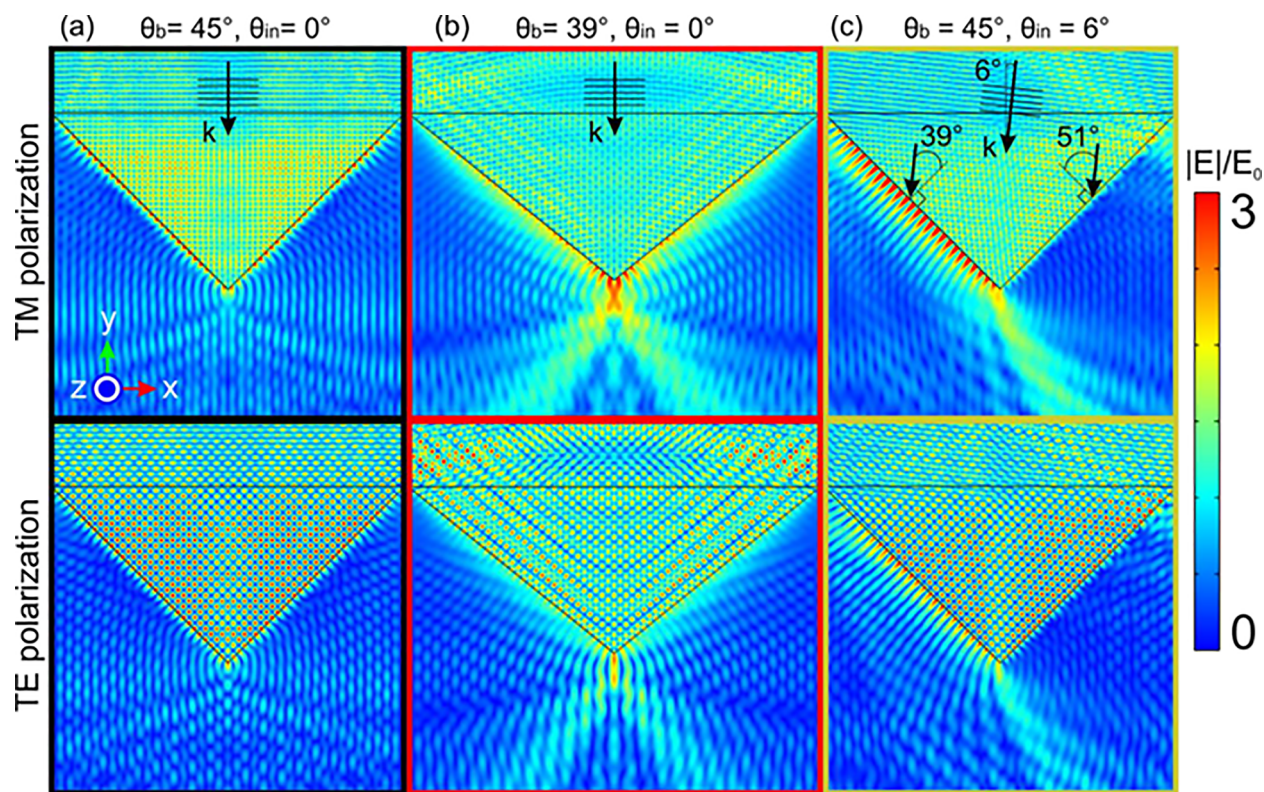 (a) θb= 45°, θin= 0°
(b) θb= 39°, θin = 0°
(c) θb = 45°, θin = 6°
TM polarization
k
k
6°
39°
k
51°
y
z
x
|E|/E0
3
0
TE polarization